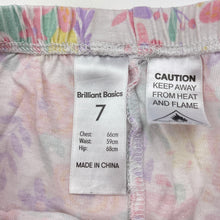 Brilliant Basics
7
Chest: 66cm
Waist: 59cm
Hip: 68cm
MADE IN CHINA
CAUTION
KEEP AWAY
FROM HEAT
AND FLAME